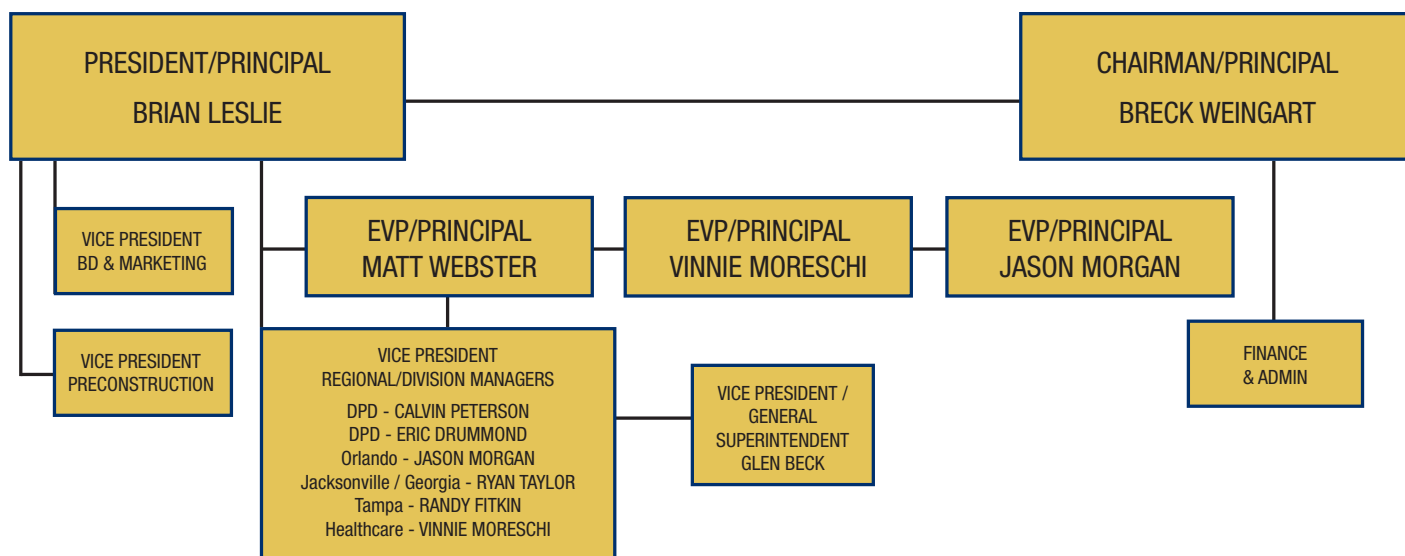 PRESIDENT/PRINCIPAL
BRIAN LESLIE
CHAIRMAN/PRINCIPAL
BRECK WEINGART
VICE PRESIDENT
BD & MARKETING
EVP/PRINCIPAL
MATT WEBSTER
EVP/PRINCIPAL
VINNIE MORESCHI
EVP/PRINCIPAL
JASON MORGAN
VICE PRESIDENT
PRECONSTRUCTION
VICE PRESIDENT
REGIONAL/DIVISION MANAGERS
DPD - CALVIN PETERSON
DPD - ERIC DRUMMOND
Orlando - JASON MORGAN
Jacksonville / Georgia - RYAN TAYLOR
Tampa - RANDY FITKIN
Healthcare - VINNIE MORESCHI
VICE PRESIDENT /
GENERAL
SUPERINTENDENT
GLEN BECK
FINANCE
& ADMIN